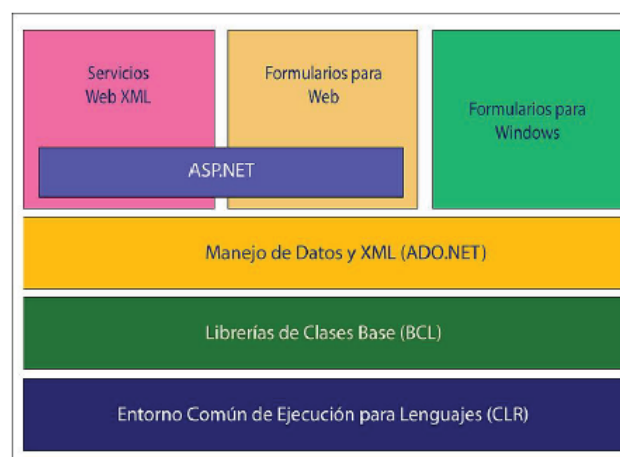 Servicios
Web XML
Formularios para
Web
Formularios para
Windows
ASP.NET
Manejo de Datos y XML (ADO.NET)
Librerías de Clases Base (BCL)
Entorno Común de Ejecución para Lenguajes (CLR)